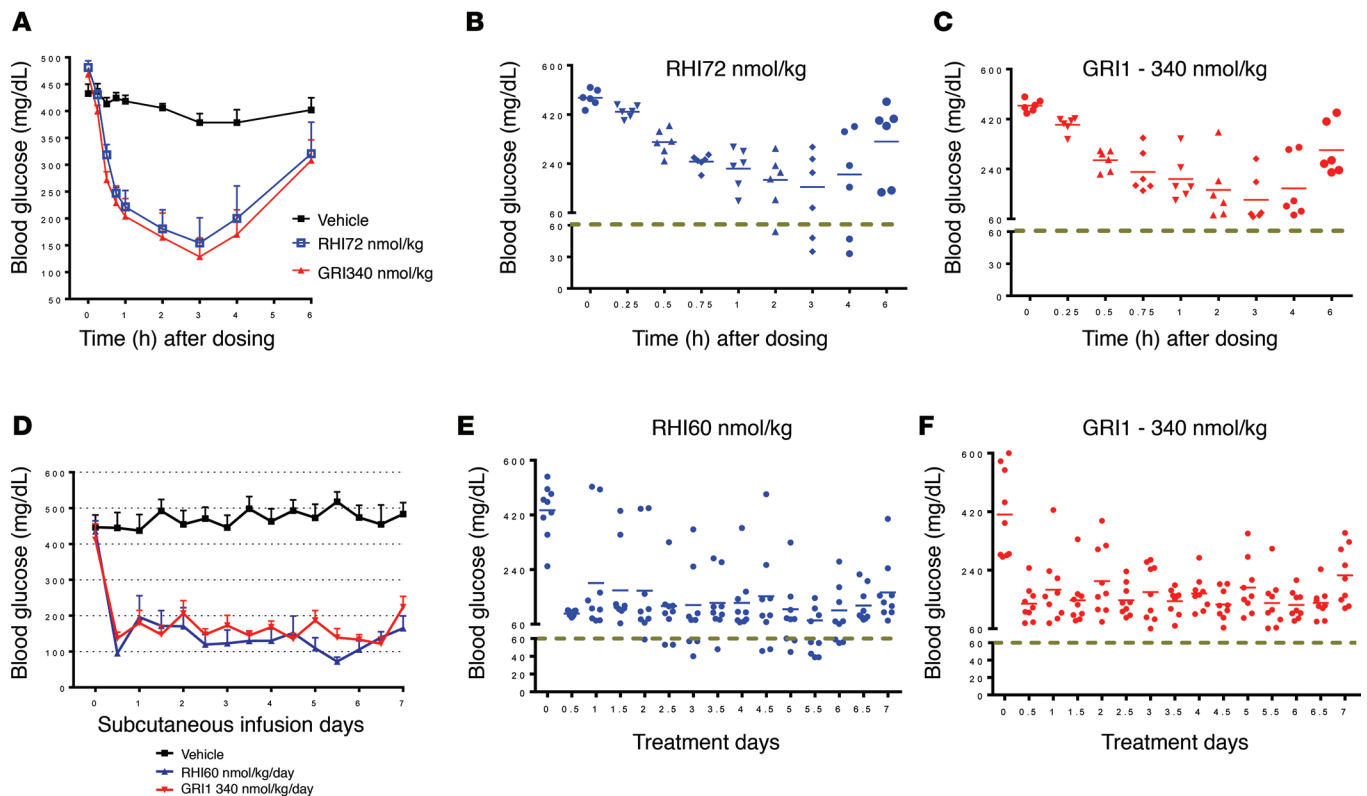 A
Blood glucose (mg/dL)
500
450
400
350
300
250
200
150
100
50
0 1 2 3 4 5 6
Time (h) after dosing
Vehicle
RHI72 nmol/kg
GRI340 nmol/kg
B
RHI72 nmol/kg
Blood glucose (mg/dL)
600
420
240
60
60
30
0
0 0.25 0.5 0.75 1 2 3 4 6
Time (h) after dosing
C
GRI1 - 340 nmol/kg
Blood glucose (mg/dL)
600
420
240
60
60
30
0
0 0.25 0.5 0.75 1 2 3 4 6
Time (h) after dosing
D
Blood glucose (mg/dL)
600
500
400
300
200
100
0
0 1 2 3 4 5 6 7
Subcutaneous infusion days
Vehicle
RHI60 nmol/kg/day
GRI1 340 nmol/kg/day
E
RHI60 nmol/kg
Blood glucose (mg/dL)
600
420
240
60
60
40
20
0
0 0.5 1 1.5 2 2.5 3 3.5 4 4.5 5 5.5 6 6.5 7
Treatment days
F
GRI1 - 340 nmol/kg
Blood glucose (mg/dL)
600
420
240
60
60
40
20
0
0 0.5 1 1.5 2 2.5 3 3.5 4 4.5 5 5.5 6 6.5 7
Treatment days